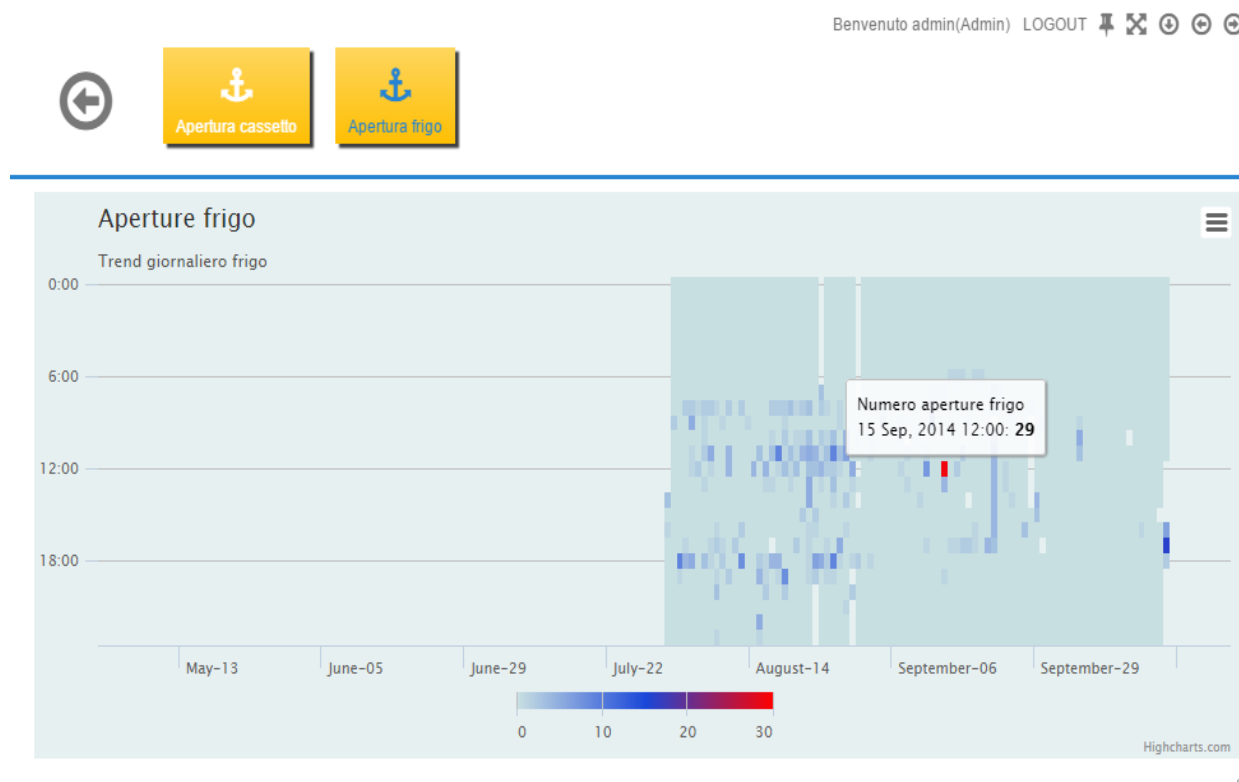 Benvenuto admin(Admin) LOGOUT
Apertura cassetto
Apertura frigo
Aperture frigo
Trend giornaliero frigo
0:00
6:00
Numero aperture frigo
15 Sep, 2014 12:00: 29
12:00
18:00
May-13 June-05 June-29 July-22 August-14 September-06 September-29
0 10 20 30
Highcharts.com